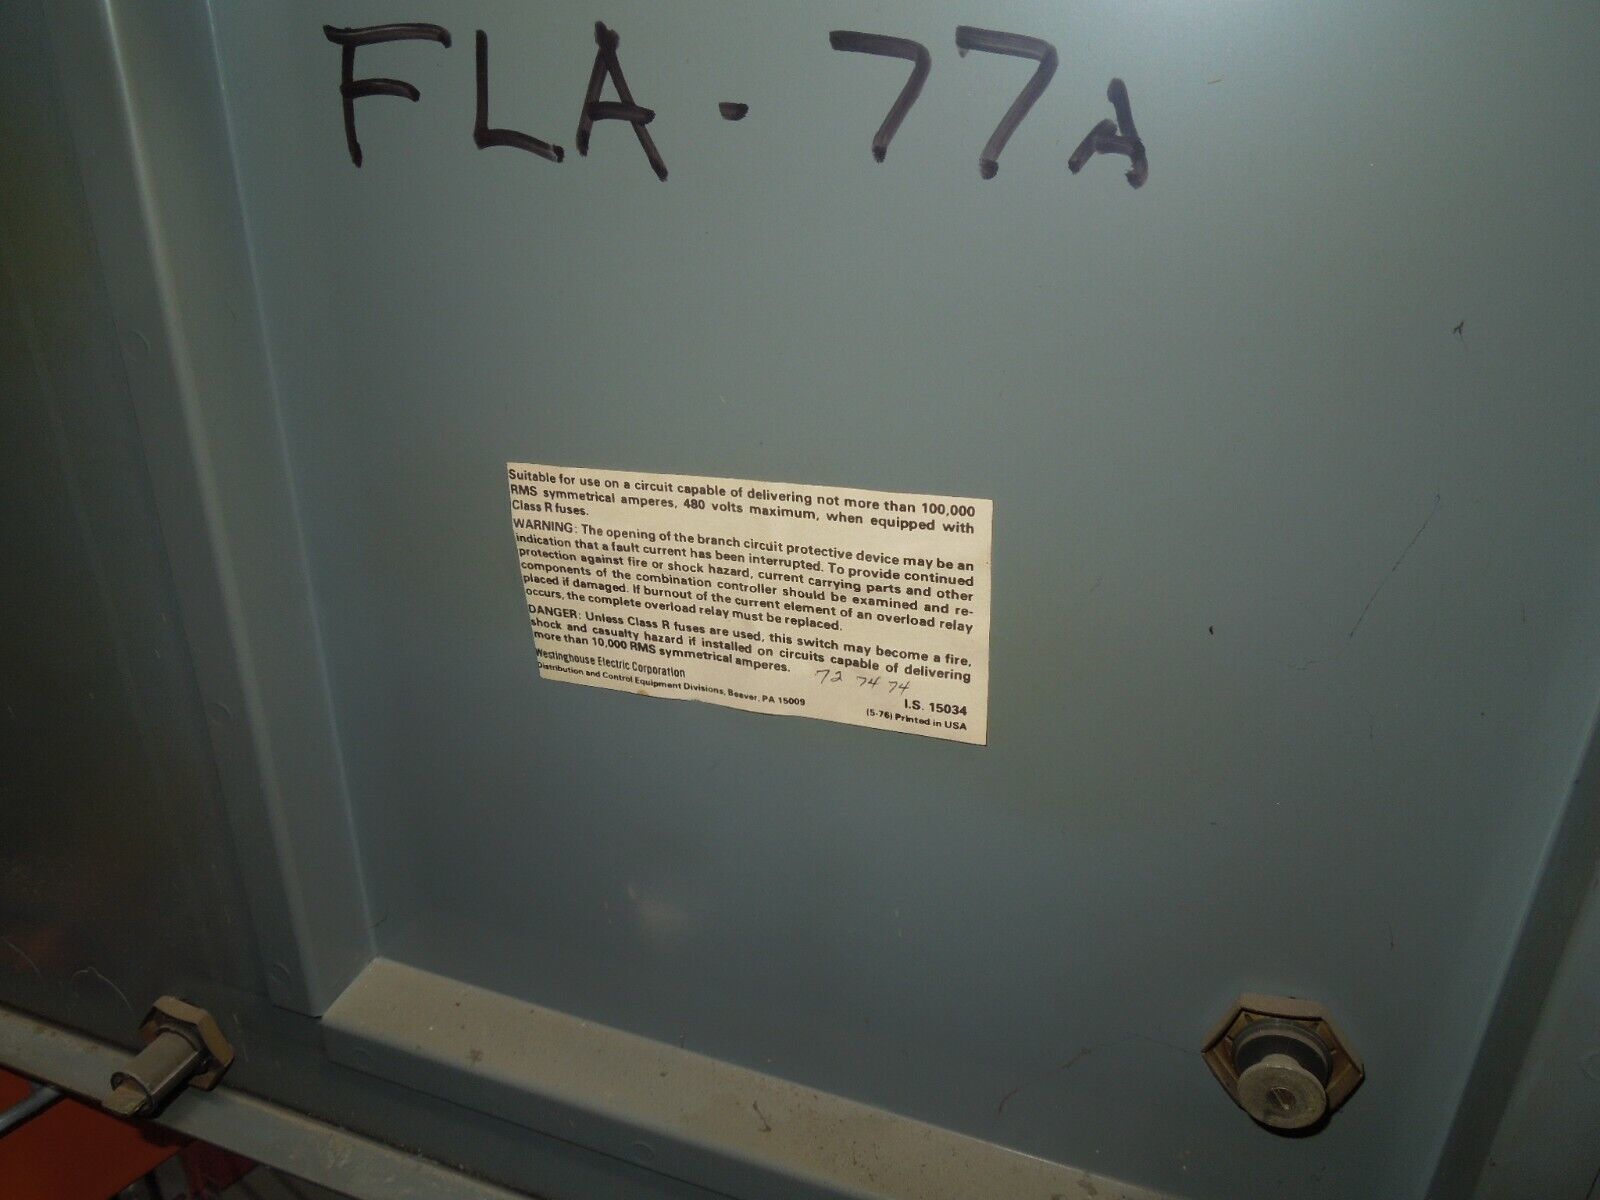 FLA - 77A
Suitable for use on a circuit capable of delivering not more than 100,000
RMS symmetrical amperes, 480 volts maximum, when equipped with
Class R fuses.
WARNING: The opening of the branch circuit protective device may be an
indication that a fault current has been interrupted. To provide continued
protection against fire or shock hazard, current carrying parts and other
components of the combination controller should be examined and re-
placed if damaged. If burnout of the current element of an overload relay
occurs, the complete overload relay must be replaced.
DANGER: Unless Class R fuses are used, this switch may become a fire,
shock and casualty hazard if installed on circuits capable of delivering
more than 10,000 RMS symmetrical amperes.
72 74 74
Westinghouse Electric Corporation
Distribution and Control Equipment Divisions, Beaver, PA 15009
I.S. 15034
(5-76) Printed in USA